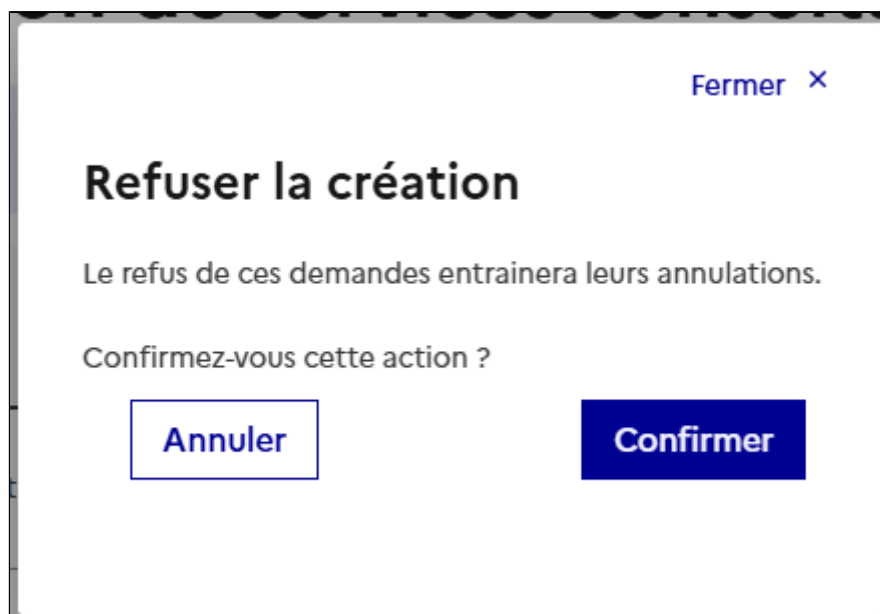 Fermer ×
Refuser la création
Le refus de ces demandes entrainera leurs annulations.
Confirmez-vous cette action ?
Annuler Confirmer